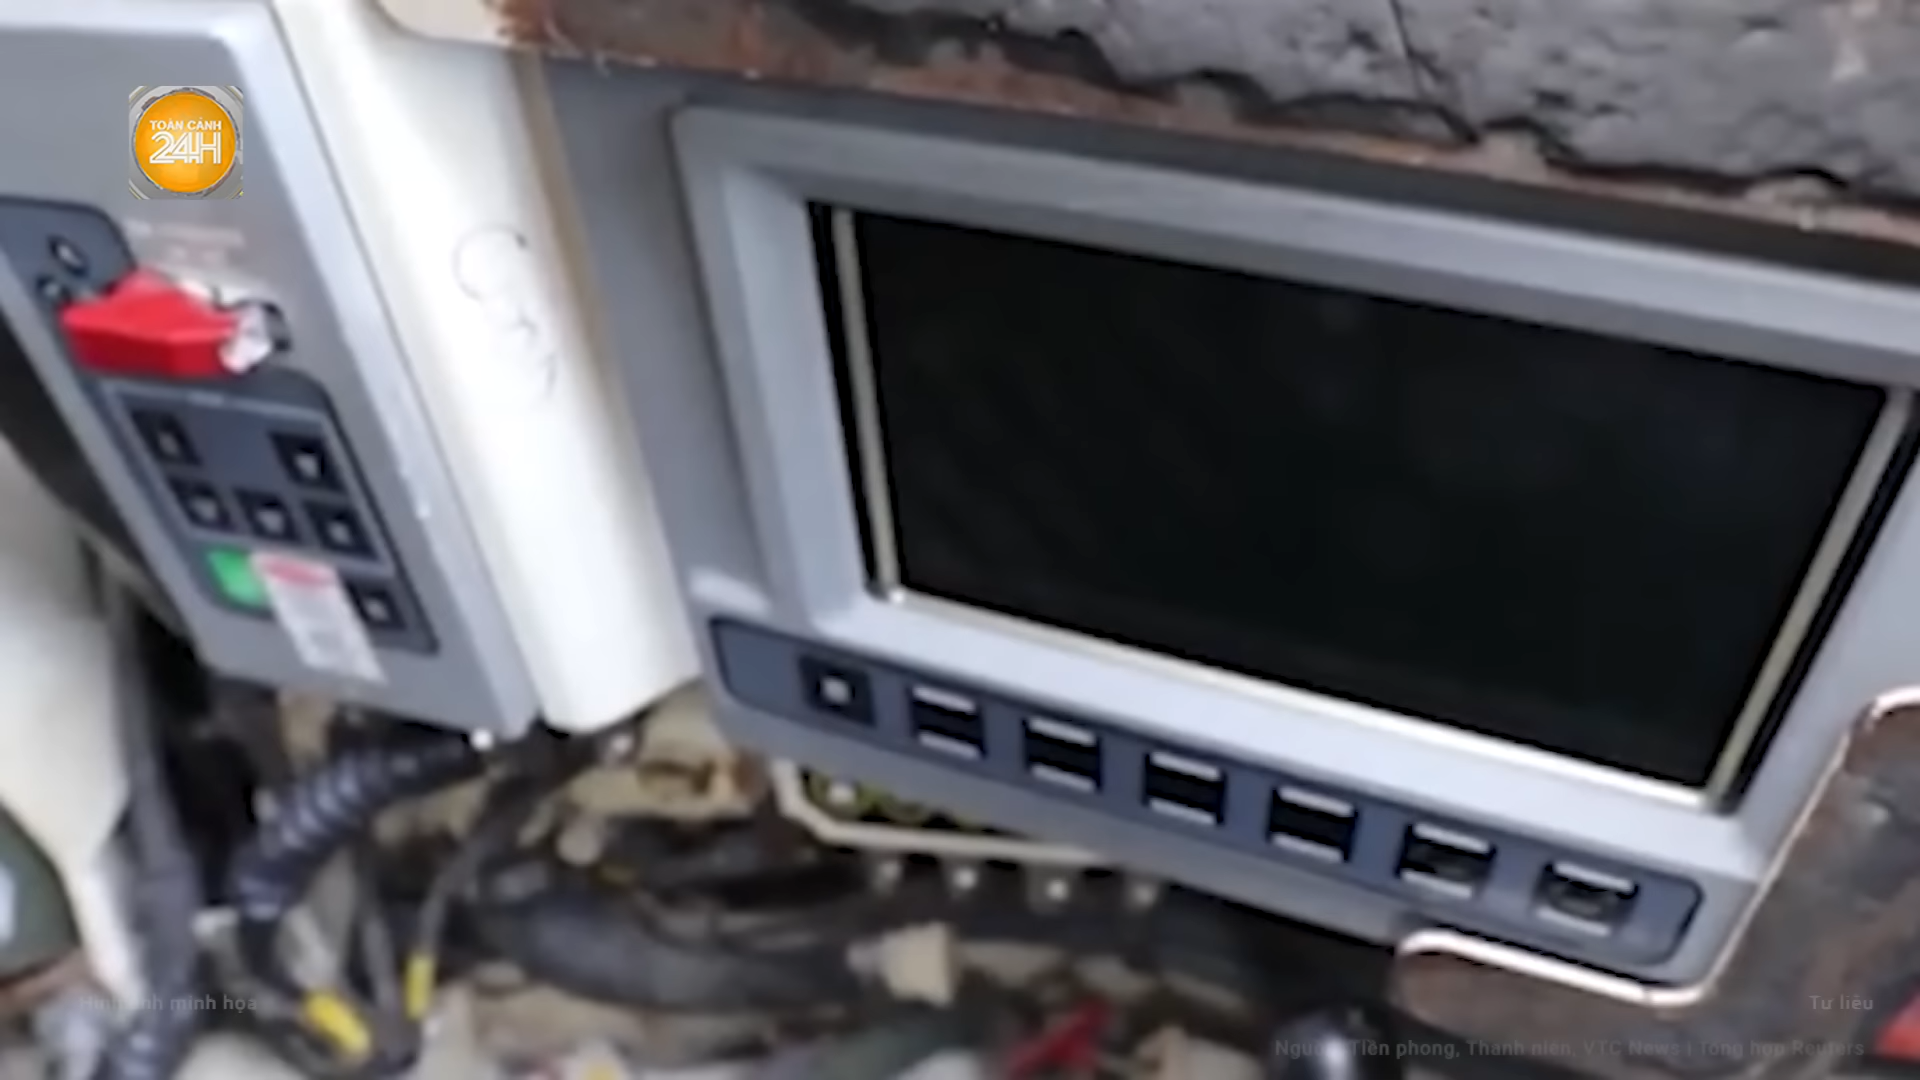 TOÀN CẢNH
24H
Hình ảnh minh họa
Tư liệu
Nguồn: Tiền phong, Thanh niên, VTC News | Tổng hợp Reuters